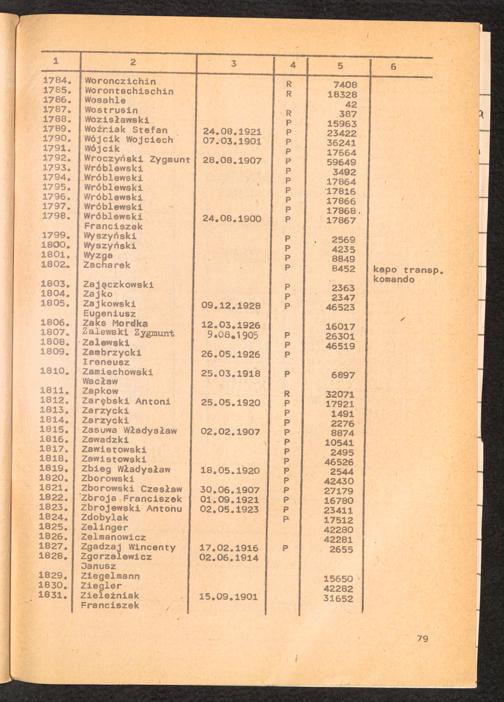 1 2 3 4 5 6
1784. Woronczichin R 7408
1785. Worontschischin R 18328
1786. Wosahle 42
1787. Wostrusin R 387
1788. Wozisławski P 15963
1789. Woźniak Stefan 24.08.1921 P 23422
1790. Wójcik Wojciech 07.03.1901 P 36241
1791. Wójcik P 17664
1792. Wroczyński Zygmunt 28.08.1907 P 59649
1793. Wróblewski P 3492
1794. Wróblewski P 17864
1795. Wróblewski P 17816
1796. Wróblewski P 17866
1797. Wróblewski P 17868.
1798. Wróblewski 24.08.1900 P 17867
Franciszek
1799. Wyszyński P 2569
1800. Wyszyński P 4235
1801. Wyzga P 8849
1802. Zacharek P 8452 kapo transp.
komando
1803. Zajączkowski P 2363
1804. Zajko P 2347
1805. Zajkowski 09.12.1928 P 46523
Eugeniusz
1806. Zaks Mordka 12.03.1926 16017
1807. Zalewski Zygmunt 9.08.1905 P 26301
1808. Zalewski P 46519
1809. Zambrzycki 26.05.1926 P
Ireneusz
1810. Zamiechowski 25.03.1918 P 6897
Wacław
1811. Zapkow R 32071
1812. Zarębski Antoni 25.05.1920 P 17921
1813. Zarzycki P 1491
1814. Zarzycki P 2276
1815. Zasuwa Władysław 02.02.1907 P 8874
1816. Zawadzki P 10541
1817. Zawistowski P 2495
1818. Zawistowski P 46526
1819. Zbieg Władysław 18.05.1920 P 2544
1820. Zborowski P 42430
1821. Zborowski Czesław 30.06.1907 P 27179
1822. Zbroja Franciszek 01.09.1921 P 16780
1823. Zbrojewski Antonu 02.05.1923 P 23411
1824. Zdobylak P 17512
1825. Zelinger 42280
1826. Zelmanowicz 42281
1827. Zgadzaj Wincenty 17.02.1916 P 2655
1828. Zgorzalewicz 02.06.1914
Janusz
1829. Ziegelmann 15650
1830. Ziegler 42282
1831. Zieleźniak 15.09.1901 31652
Franciszek
79